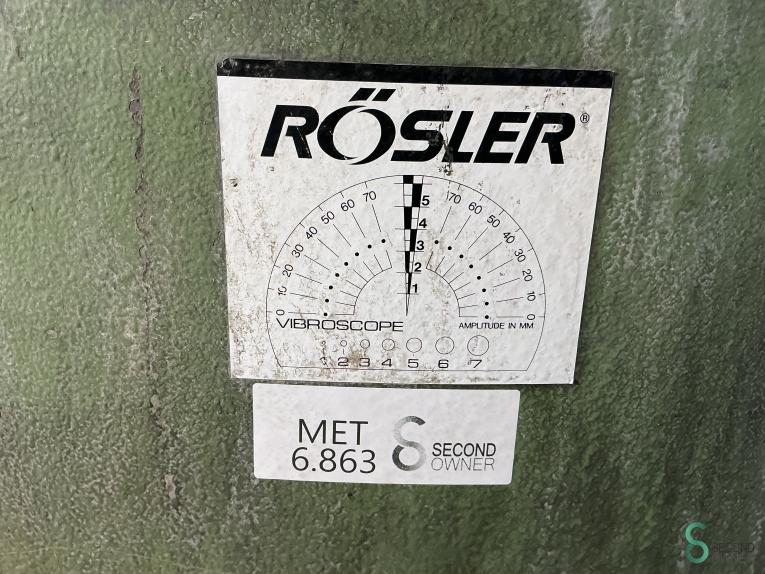 RÖSLER®
70 5 70
60 4 60
50 3 50
40 2 40
30 1 30
20 20
10 10
0 0
VIBROSCOPE AMPLITUDE IN MM
1 2 3 4 5 6 7
MET
6.863
SECOND
OWNER
SECOND